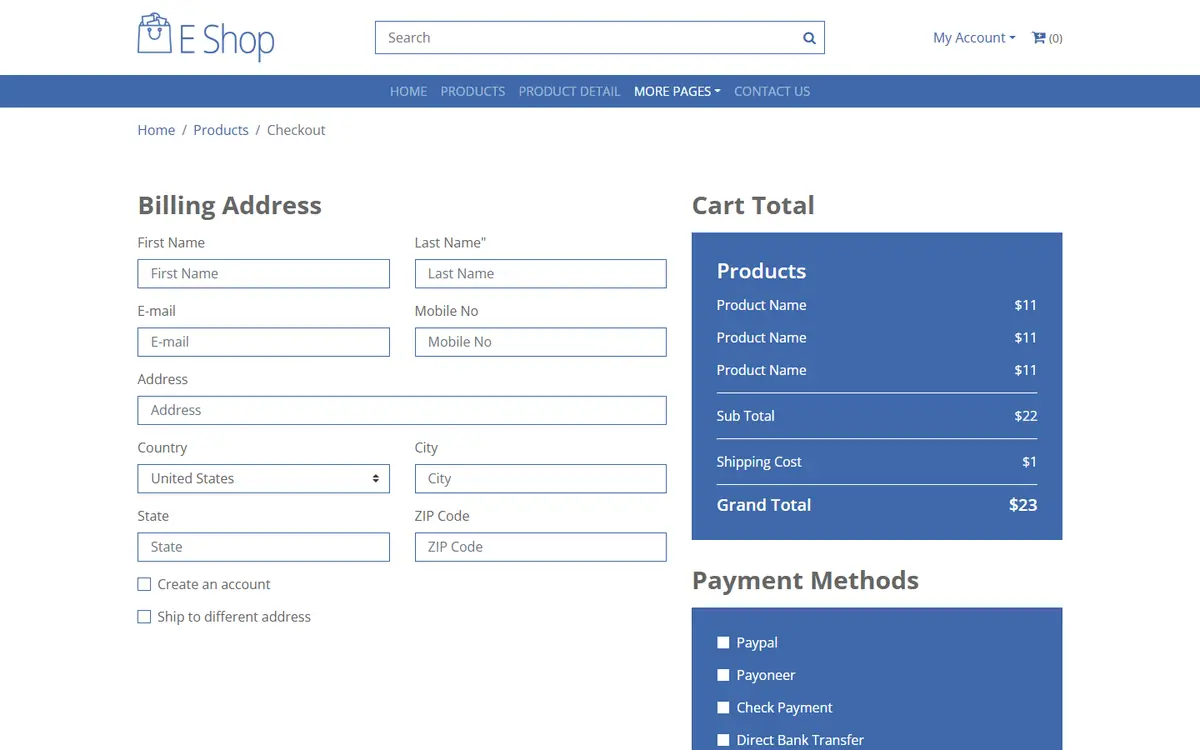 E Shop
Search
My Account
(0)
HOME PRODUCTS PRODUCT DETAIL MORE PAGES CONTACT US
Home / Products / Checkout
Billing Address
First Name Last Name"
First Name Last Name
E-mail Mobile No
E-mail Mobile No
Address
Address
Country City
United States City
State ZIP Code
State ZIP Code
Create an account
Ship to different address
Cart Total
Products
Product Name $11
Product Name $11
Product Name $11
Sub Total $22
Shipping Cost $1
Grand Total $23
Payment Methods
Paypal
Payoneer
Check Payment
Direct Bank Transfer